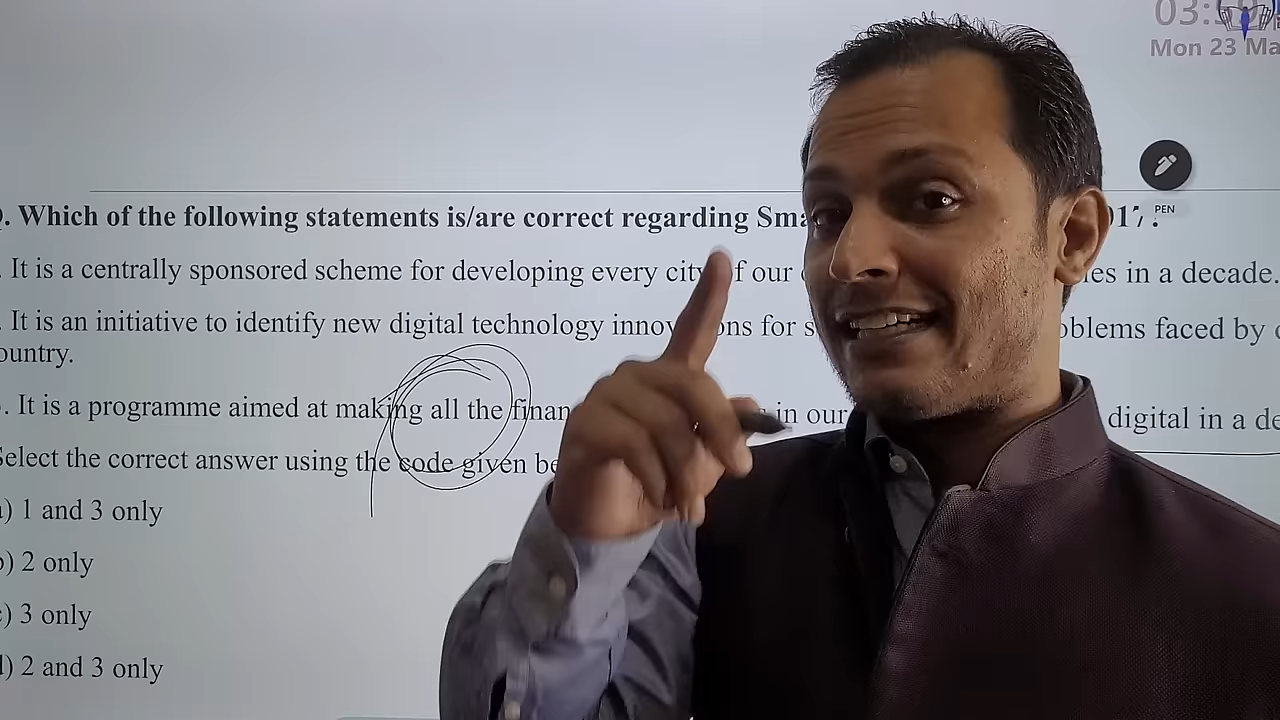 03:5
Mon 23 Ma
PEN
. Which of the following statements is/are correct regarding Sma 017?
. It is a centrally sponsored scheme for developing every city of our es in a decade.
. It is an initiative to identify new digital technology innovations for s oblems faced by
ountry.
. It is a programme aimed at making all the finan in our digital in a de
Select the correct answer using the code given be
) 1 and 3 only
) 2 only
) 3 only
) 2 and 3 only